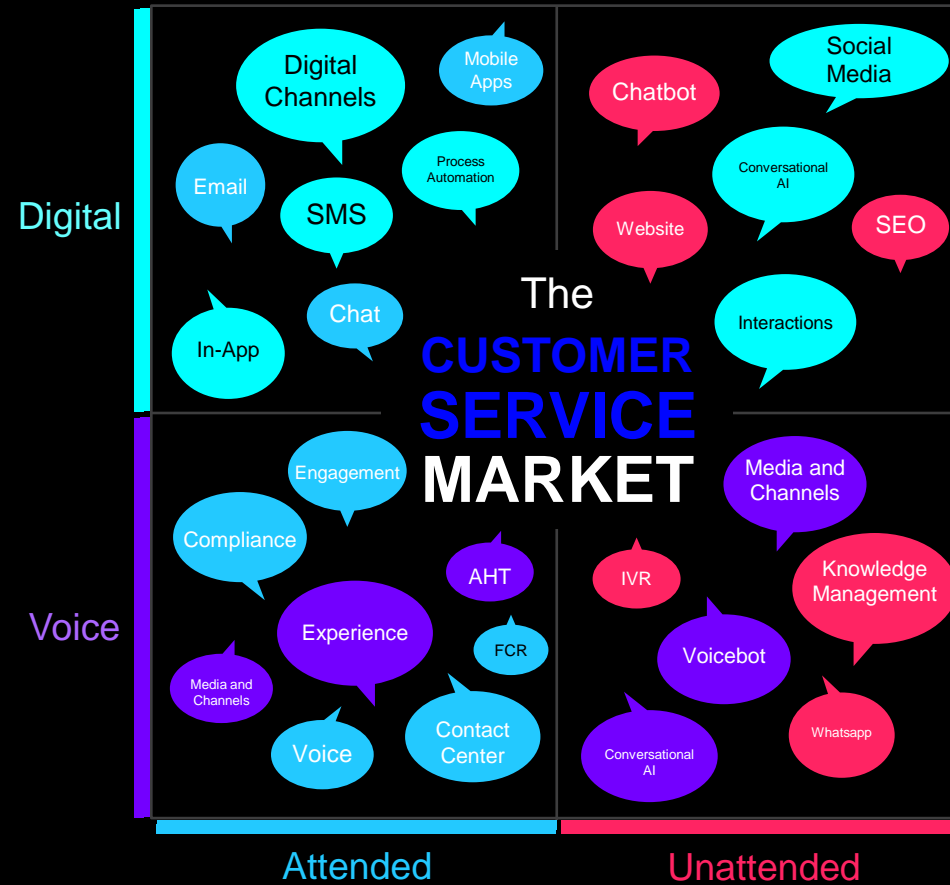 Digital
Digital
Channels
Mobile
Apps
Email
SMS
Process
Automation
In-App
Chat
Chatbot
Social
Media
Conversational
AI
Website
SEO
Interactions
The
CUSTOMER
SERVICE
MARKET
Voice
Engagement
Compliance
AHT
Experience
FCR
Media and
Channels
Voice
Contact
Center
Media and
Channels
IVR
Knowledge
Management
Voicebot
Conversational
AI
Whatsapp
Attended
Unattended